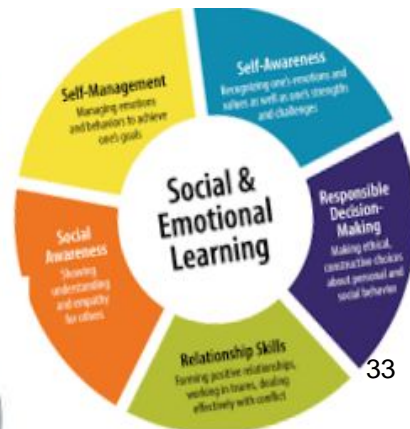 Social &
Emotional
Learning
Self-Awareness
Recognizing one's emotions and
values as well as one's strengths
and challenges
Responsible
Decision-
Making
Making ethical,
constructive choices
about personal and
social behavior
Relationship Skills
Forming positive relationships,
working in teams, dealing
effectively with conflict
Social
Awareness
Showing
understanding
and empathy
for others
Self-Management
Managing emotions
and behaviors to achieve
one's goals
33